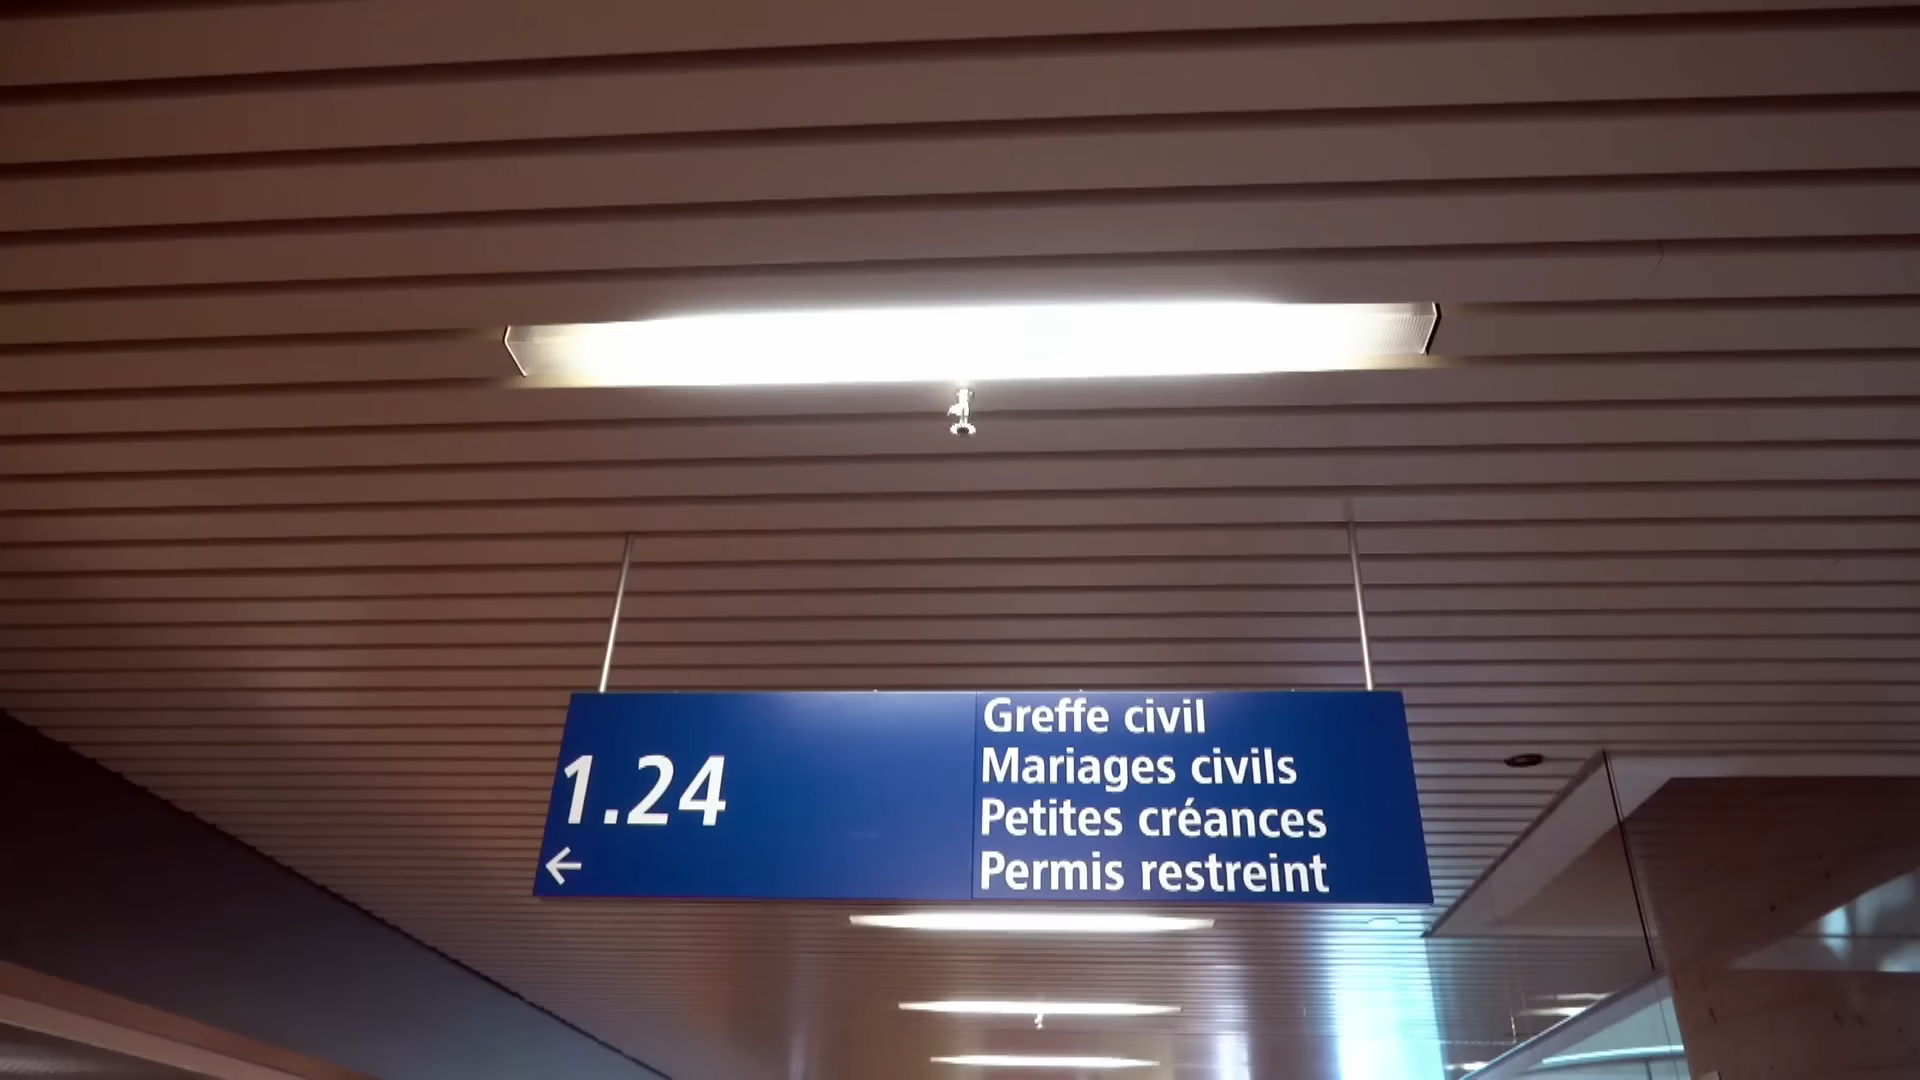 1.24
←
Greffe civil
Mariages civils
Petites créances
Permis restreint